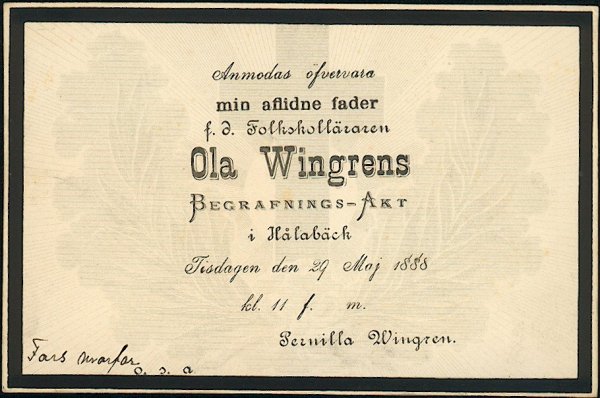 Anmodas öfvervara
min aflidne fader
f. d. Folkskolläraren
Ola Wingrens
BEGRAFNINGS-AKT
i Hålabäck
Tisdagen den 29 Maj 1888
kl. 11 f. m.
Pernilla Wingren.
Fars morfar
o. s. a